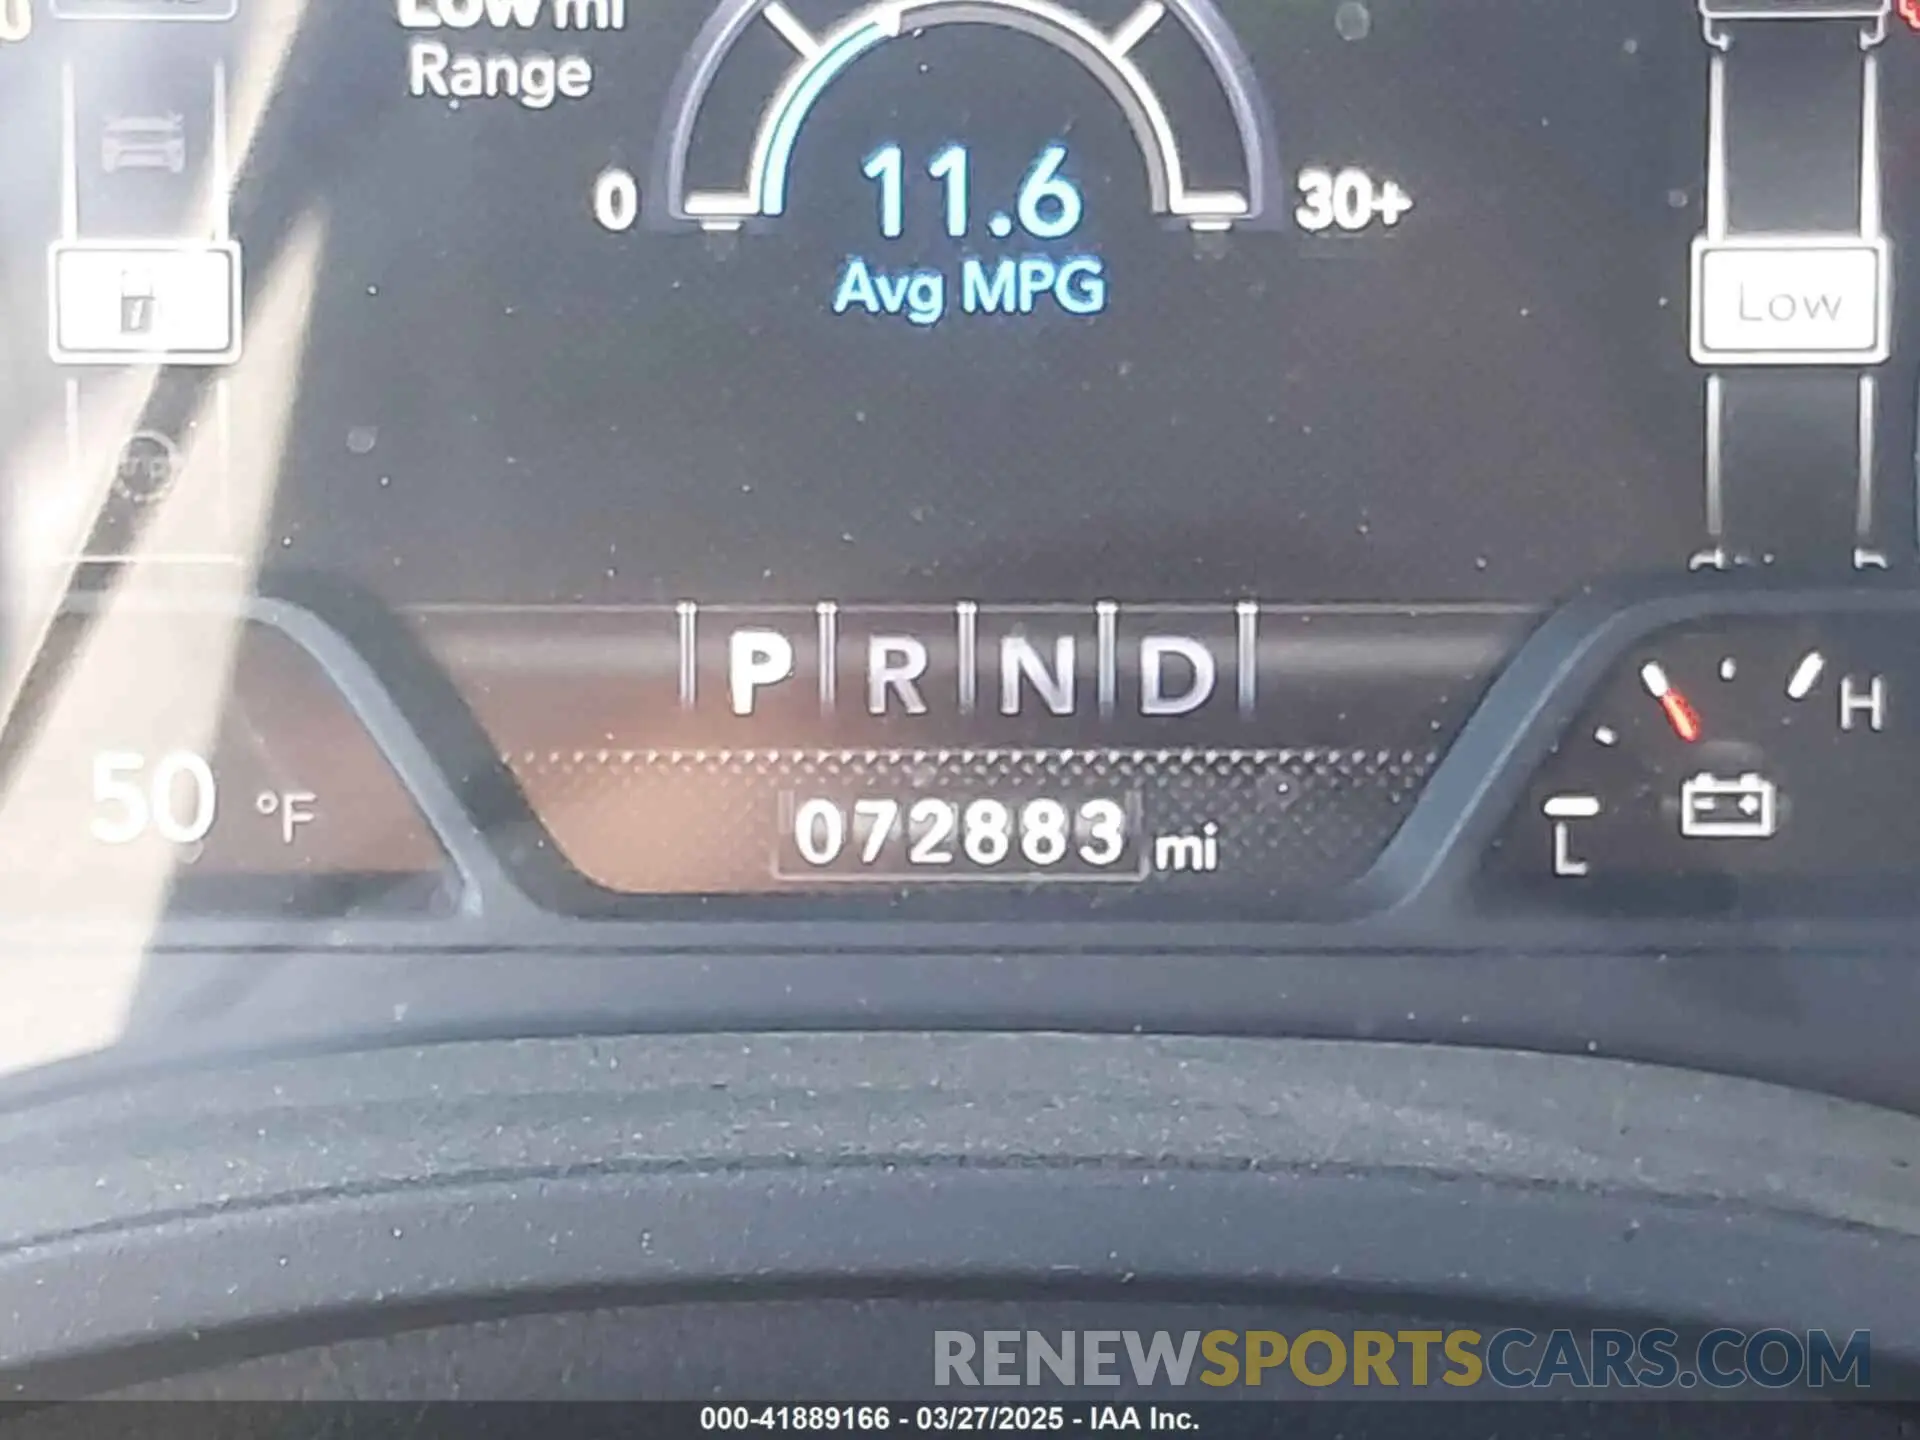 Low mi
Range
0
11.6
30+
Avg MPG
Low
P R N D
H
50 °F
072883 mi
L
RENEWSPORTSCARS.COM
000-41889166 - 03/27/2025 - IAA Inc.